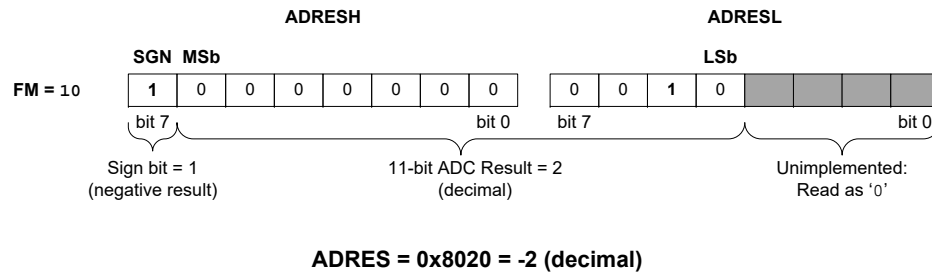 ADRESH ADRESL
SGN MSb LSb
FM = 10 1 0 0 0 0 0 0 0 0 0 1 0
bit 7 bit 0 bit 7 bit 0
Sign bit = 1 11-bit ADC Result = 2 Unimplemented:
(negative result) (decimal) Read as ‘0’
ADRES = 0x8020 = -2 (decimal)